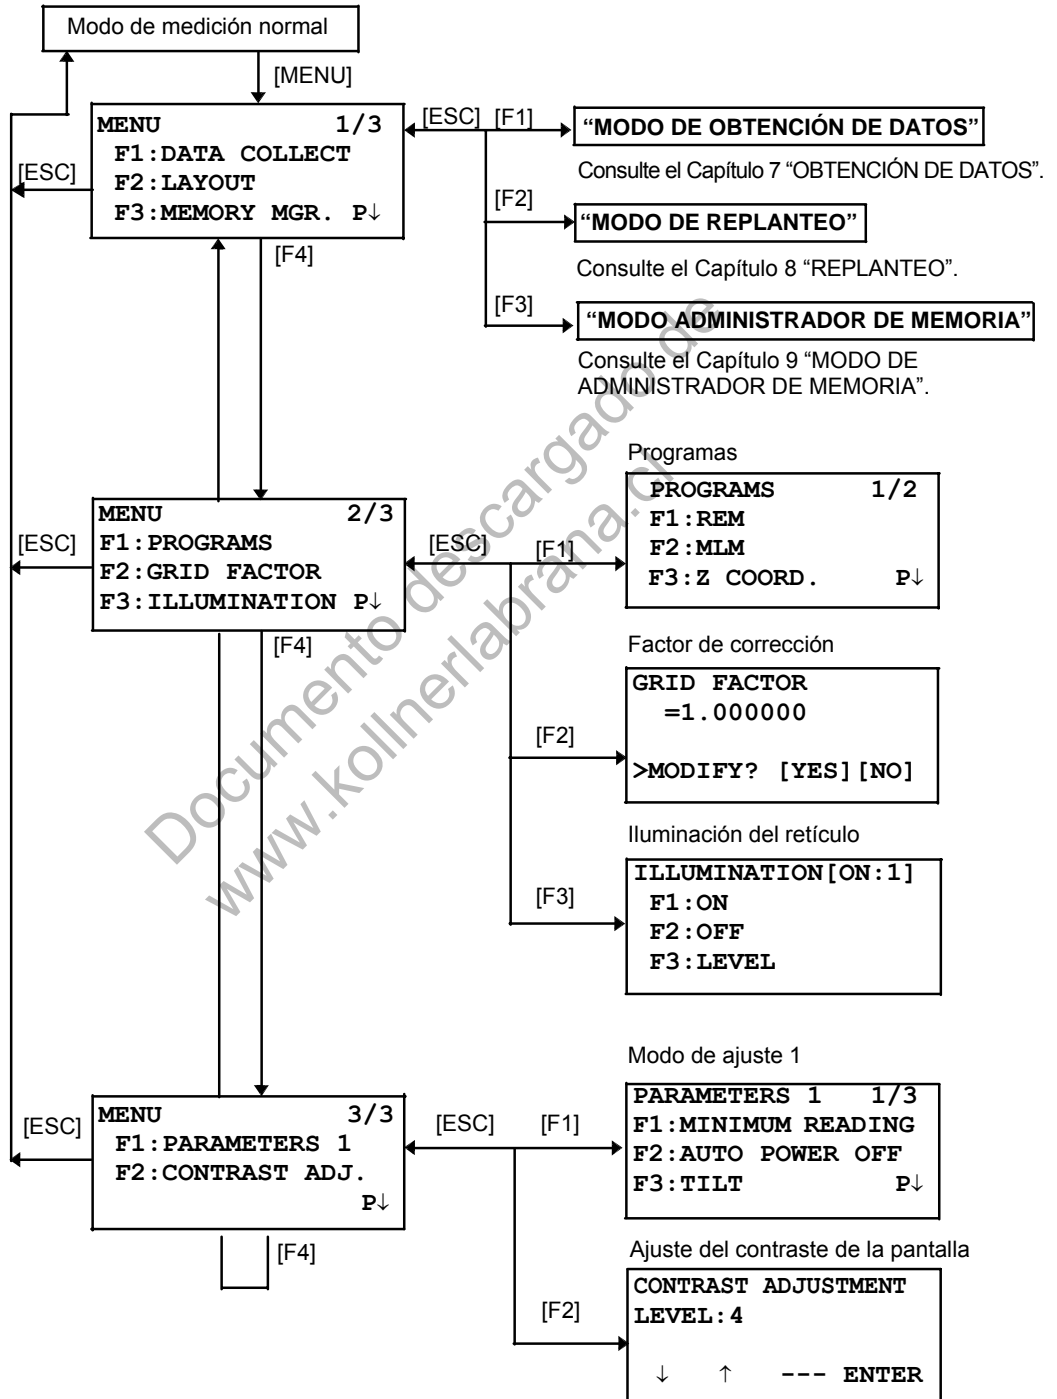 Modo de medición normal
[MENU]
MENU 1/3
F1:DATA COLLECT
F2:LAYOUT
F3:MEMORY MGR. P↓
[ESC]
[F4]
[ESC] [F1]
“MODO DE OBTENCIÓN DE DATOS”
Consulte el Capítulo 7 “OBTENCIÓN DE DATOS”.
[F2]
“MODO DE REPLANTEO”
Consulte el Capítulo 8 “REPLANTEO”.
[F3]
“MODO ADMINISTRADOR DE MEMORIA”
Consulte el Capítulo 9 “MODO DE
ADMINISTRADOR DE MEMORIA”.
MENU 2/3
F1:PROGRAMS
F2:GRID FACTOR
F3:ILLUMINATION P↓
[ESC]
[F4]
[ESC]
[F1]
Programas
PROGRAMS 1/2
F1:REM
F2:MLM
F3:Z COORD. P↓
[F2]
Factor de corrección
GRID FACTOR
=1.000000
>MODIFY? [YES][NO]
[F3]
Iluminación del retículo
ILLUMINATION[ON:1]
F1:ON
F2:OFF
F3:LEVEL
MENU 3/3
F1:PARAMETERS 1
F2:CONTRAST ADJ.
P↓
[ESC]
[F4]
[ESC]
[F1]
Modo de ajuste 1
PARAMETERS 1 1/3
F1:MINIMUM READING
F2:AUTO POWER OFF
F3:TILT P↓
[F2]
Ajuste del contraste de la pantalla
CONTRAST ADJUSTMENT
LEVEL:4
↓ ↑ --- ENTER
Documento descargado de
www.kollnerlabrana.cl